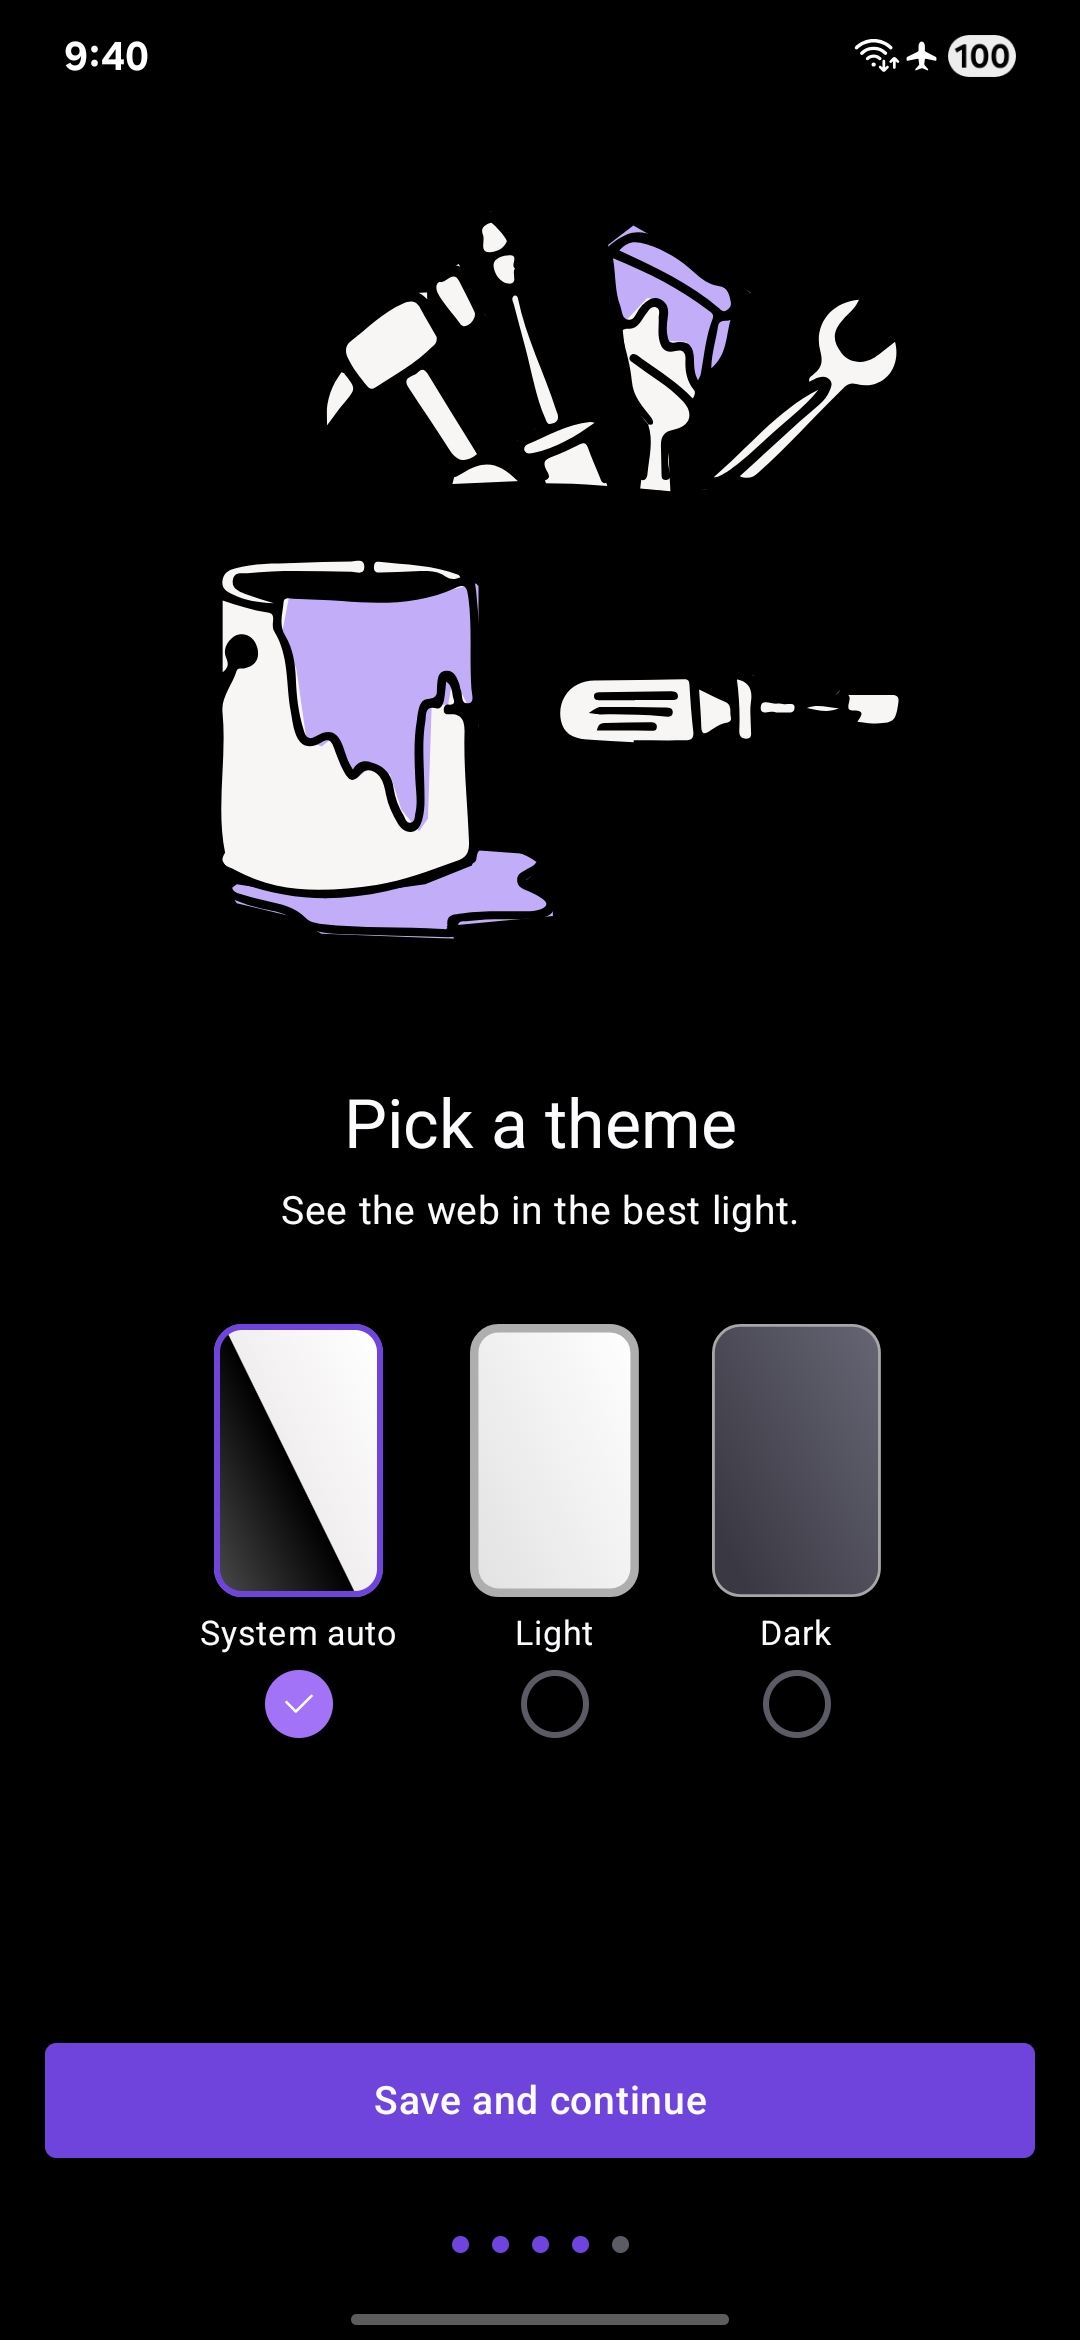 9:40
100
Pick a theme
See the web in the best light.
System auto
Light
Dark
Save and continue